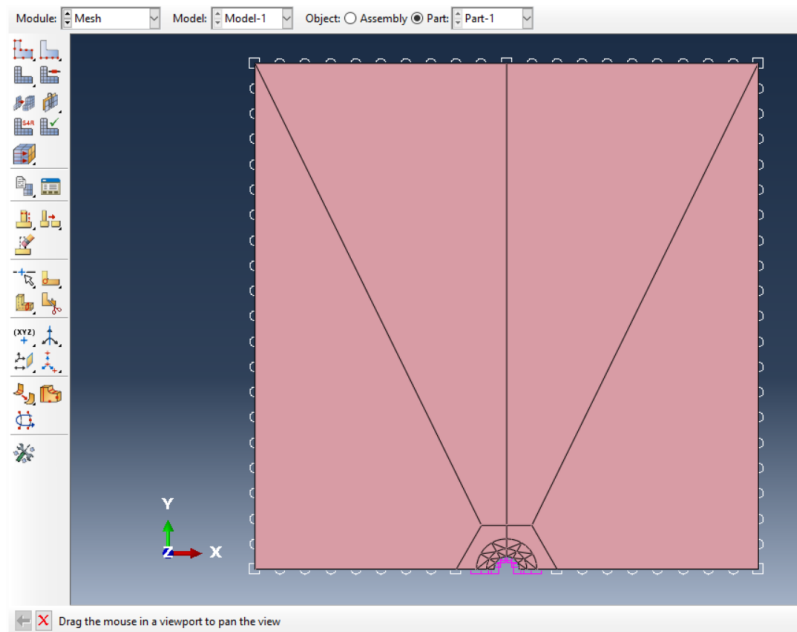 Module: Mesh Model: Model-1 Object: Assembly Part: Part-1
S4R
(XYZ)
Y
Z X
Drag the mouse in a viewport to pan the view